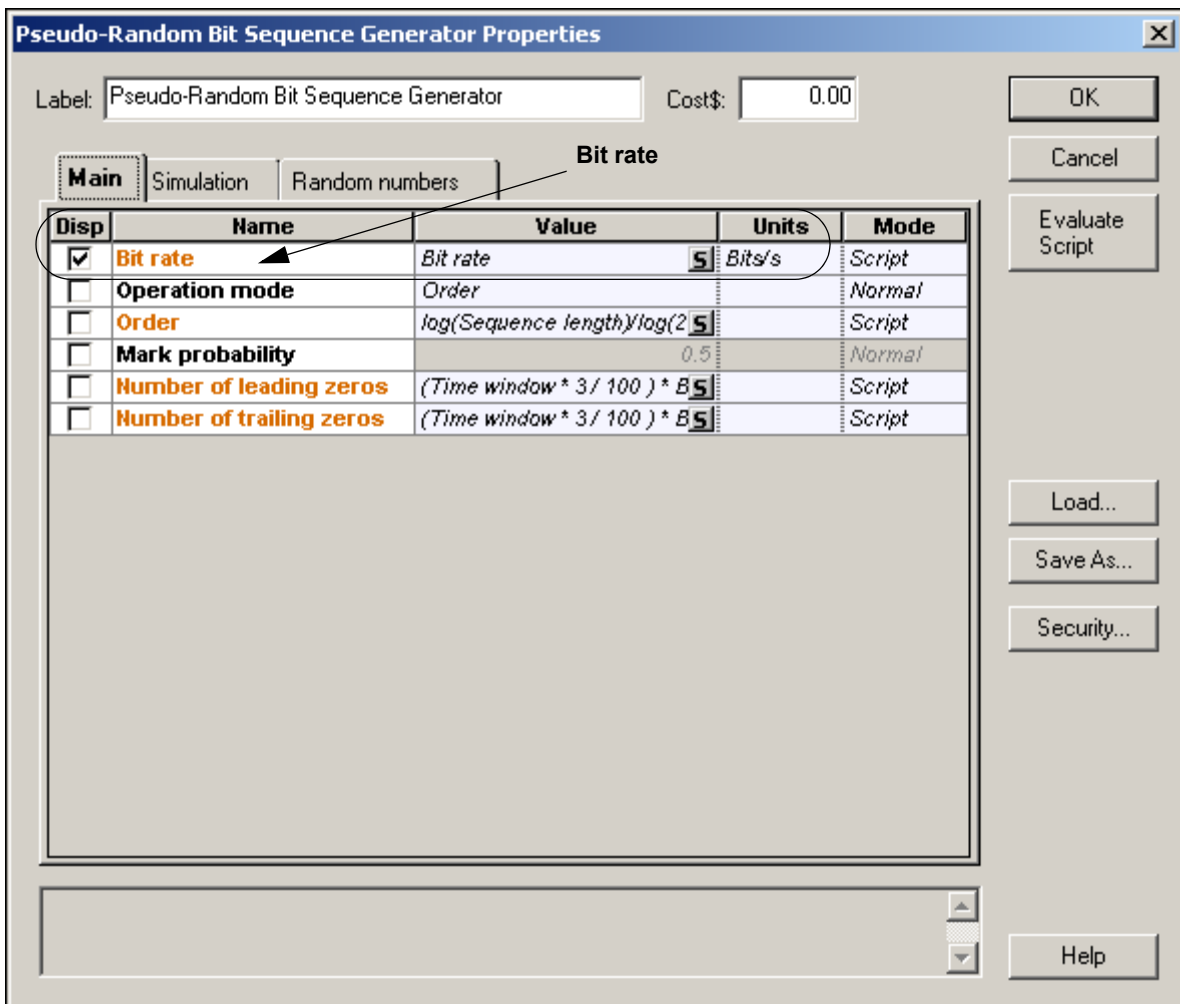 Pseudo-Random Bit Sequence Generator Properties
Label: Pseudo-Random Bit Sequence Generator Cost$: 0.00 OK
Cancel
Bit rate
Main Simulation Random numbers
Evaluate Script
Disp Name Value Units Mode
Bit rate Bit rate S Bits/s Script
Operation mode Order Normal
Order log(Sequence length)/log(2 S Script
Mark probability 0.5 Normal
Number of leading zeros (Time window * 3 / 100 ) * B S Script
Number of trailing zeros (Time window * 3 / 100 ) * B S Script
Load...
Save As...
Security...
Help